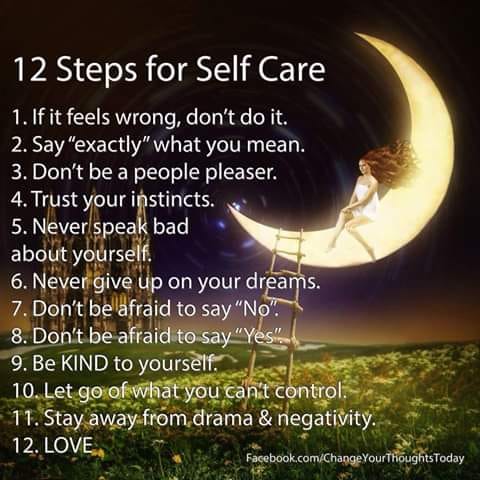 12 Steps for Self Care
1. If it feels wrong, don't do it.
2. Say "exactly" what you mean.
3. Don't be a people pleaser.
4. Trust your instincts.
5. Never speak bad
about yourself.
6. Never give up on your dreams.
7. Don't be afraid to say "No".
8. Don't be afraid to say "Yes".
9. Be KIND to yourself.
10. Let go of what you can't control.
11. Stay away from drama & negativity.
12. LOVE
Facebook.com/ChangeYourThoughtsToday